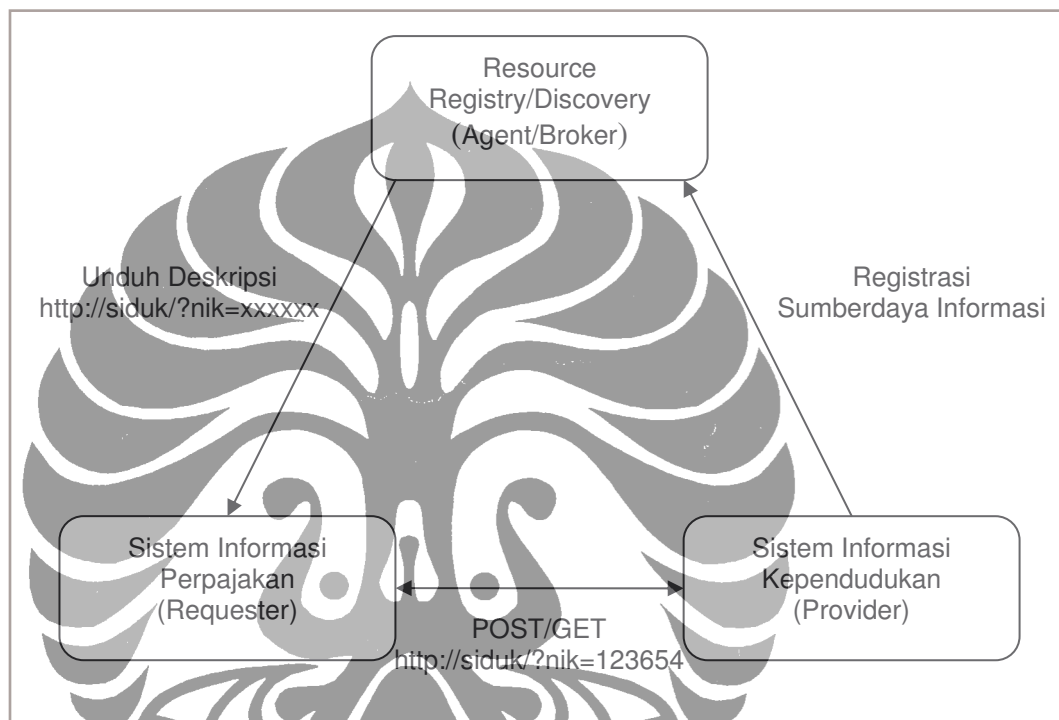 Resource
Registry/Discovery
(Agent/Broker)
Unduh Deskripsi
http://siduk/?nik=xxxxxx
Registrasi
Sumberdaya Informasi
Sistem Informasi
Perpajakan
(Requester)
Sistem Informasi
Kependudukan
(Provider)
POST/GET
http://siduk/?nik=123654